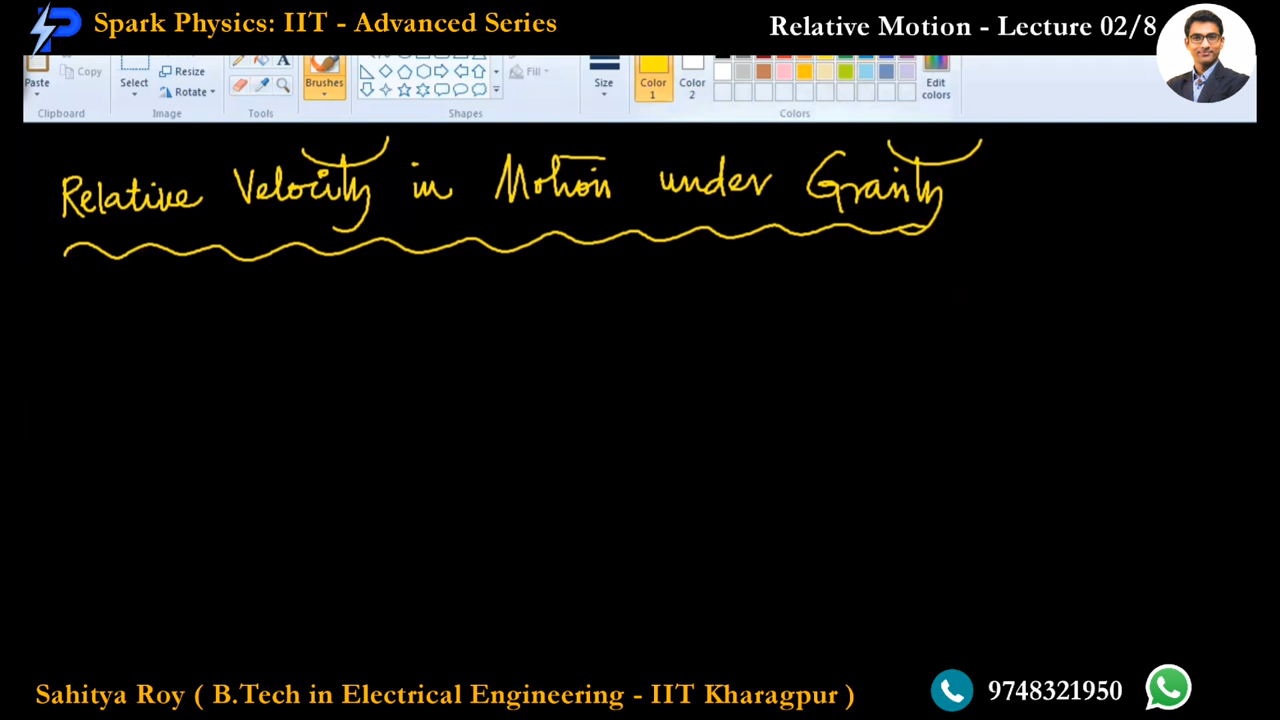 Spark Physics: IIT - Advanced Series
Relative Motion - Lecture 02/8
Paste
Copy
Select
Resize
Rotate
A
Brushes
Fill
Size
Color 1
Color 2
Edit colors
Clipboard
Image
Tools
Shapes
Colors
Relative Velocity in Motion under Gravity
Sahitya Roy ( B.Tech in Electrical Engineering - IIT Kharagpur )
9748321950